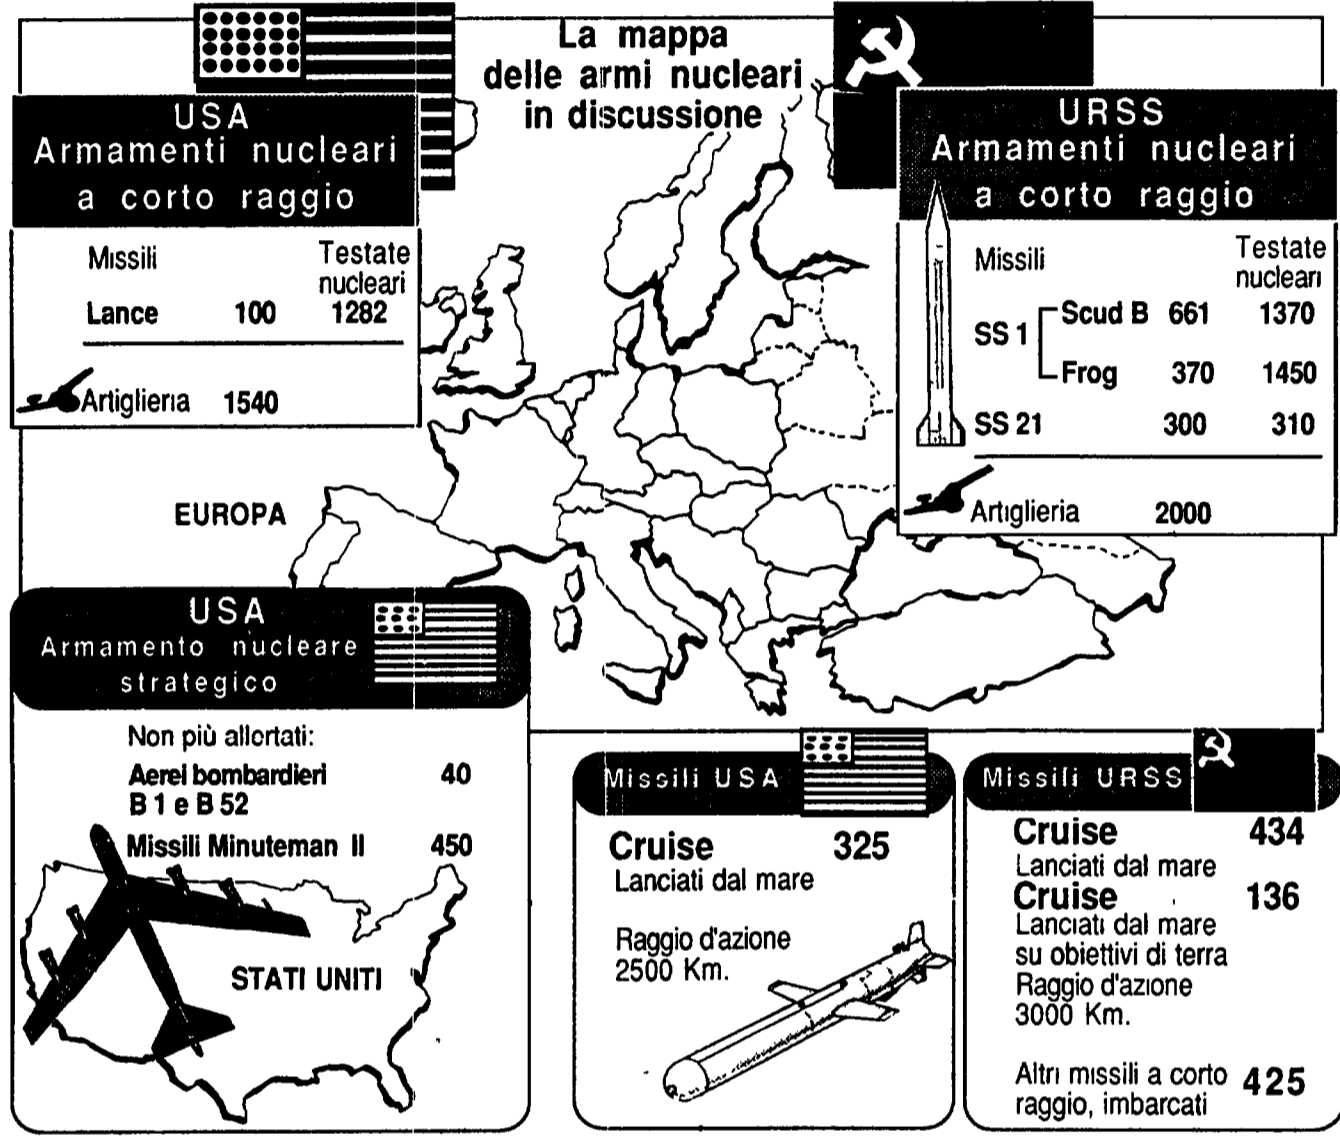 La mappa
delle armi nucleari
in discussione
USA
Armamenti nucleari
a corto raggio
Missili Testate
nucleari
Lance 100 1282
Artiglieria 1540
URSS
Armamenti nucleari
a corto raggio
Missili Testate
nucleari
SS 1 Scud B 661 1370
Frog 370 1450
SS 21 300 310
Artiglieria 2000
EUROPA
USA
Armamento nucleare
strategico
Non più allertati:
Aerei bombardieri 40
B 1 e B 52
Missili Minuteman II 450
STATI UNITI
Missili USA
Cruise 325
Lanciati dal mare
Raggio d'azione
2500 Km.
Missili URSS
Cruise 434
Lanciati dal mare
Cruise 136
Lanciati dal mare
su obiettivi di terra
Raggio d'azione
3000 Km.
Altri missili a corto 425
raggio, imbarcati